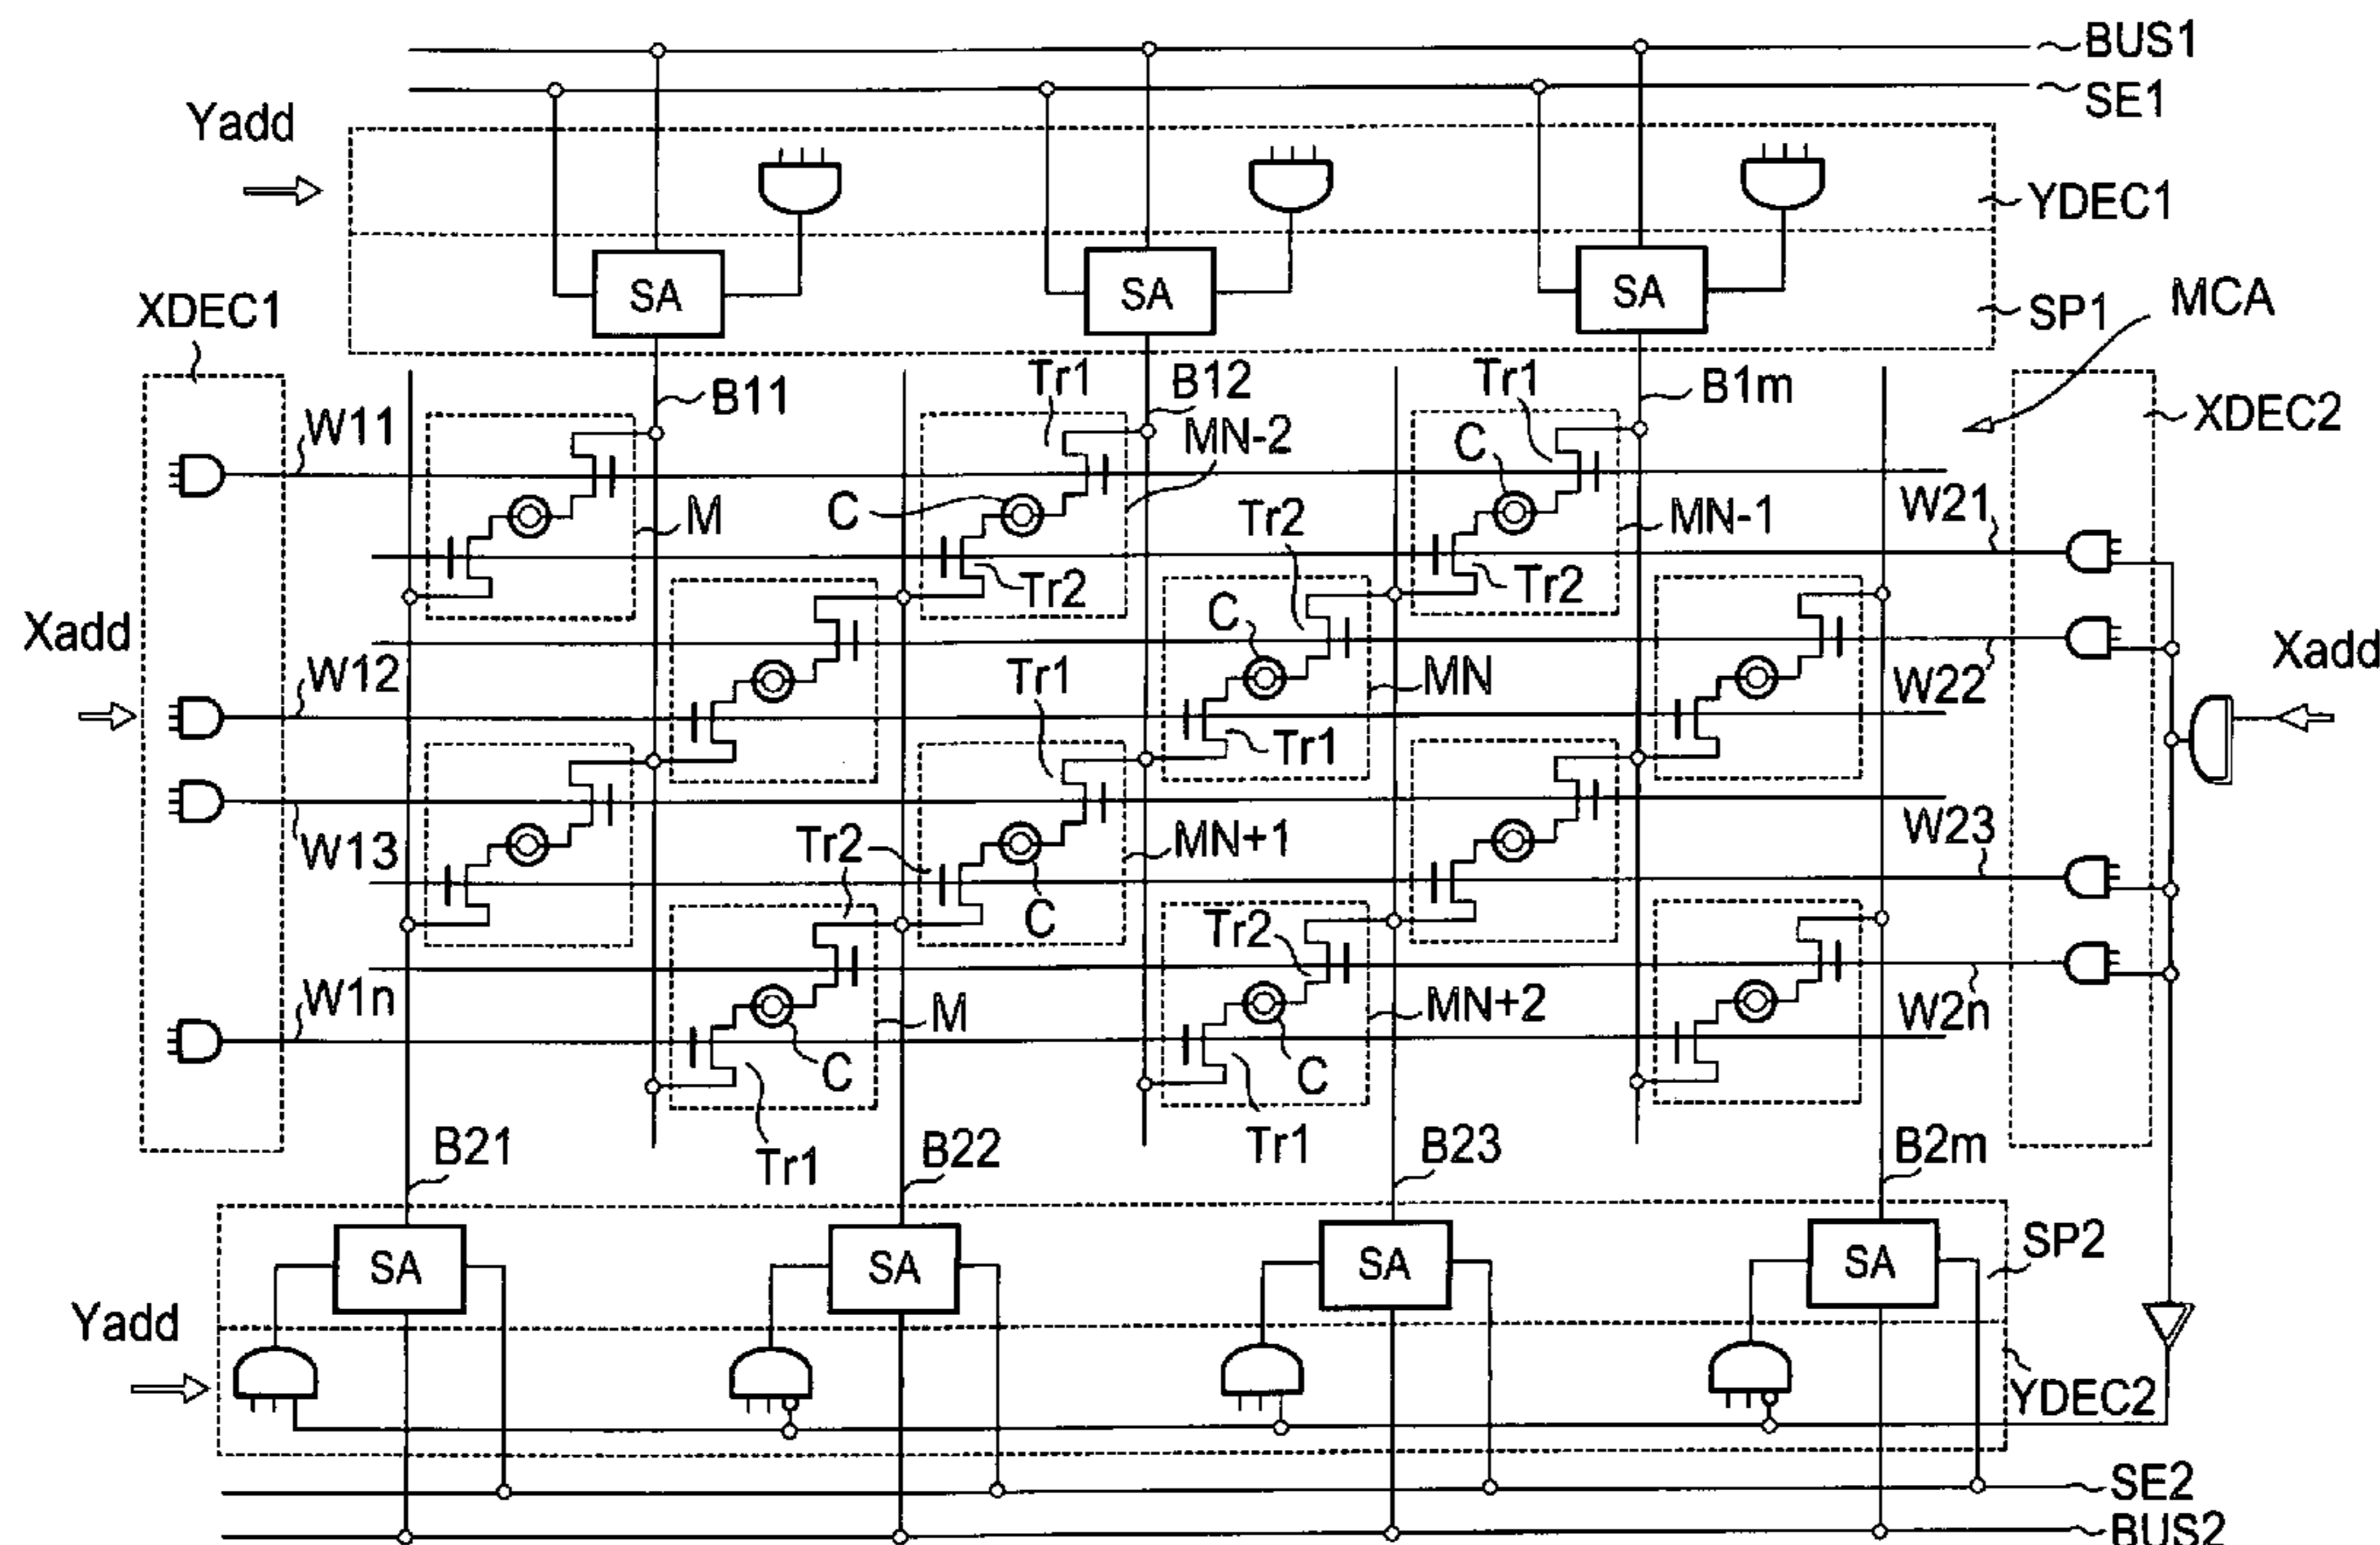 BUS1
SE1
Yadd
YDEC1
SA SA SA
SP1
MCA
XDEC1
Tr1 B12 Tr1 B1m
B11
W11 MN-2 C XDEC2
M C Tr2 MN-1 W21
Tr2 Tr2
Xadd C Xadd
W12 Tr1 MN W22
Tr1
W13 Tr2 MN+1 W23
C Tr2
W1n M MN+2 W2n
C C
Tr1 Tr1
B21 B22 B23 B2m
SA SA SA SA SP2
Yadd
YDEC2
SE2
BUS2